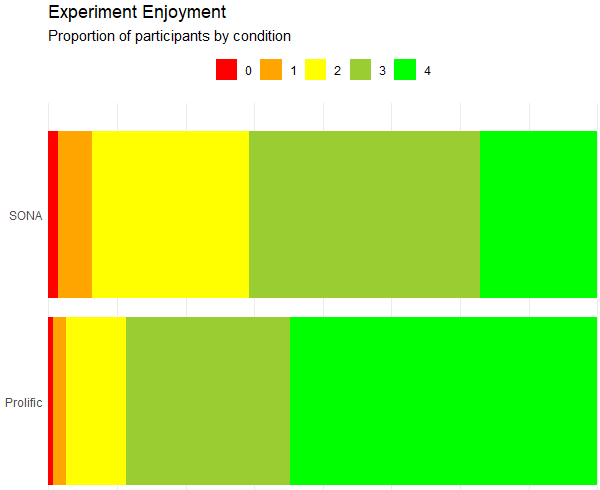 Experiment Enjoyment
Proportion of participants by condition
0 1 2 3 4
SONA
Prolific